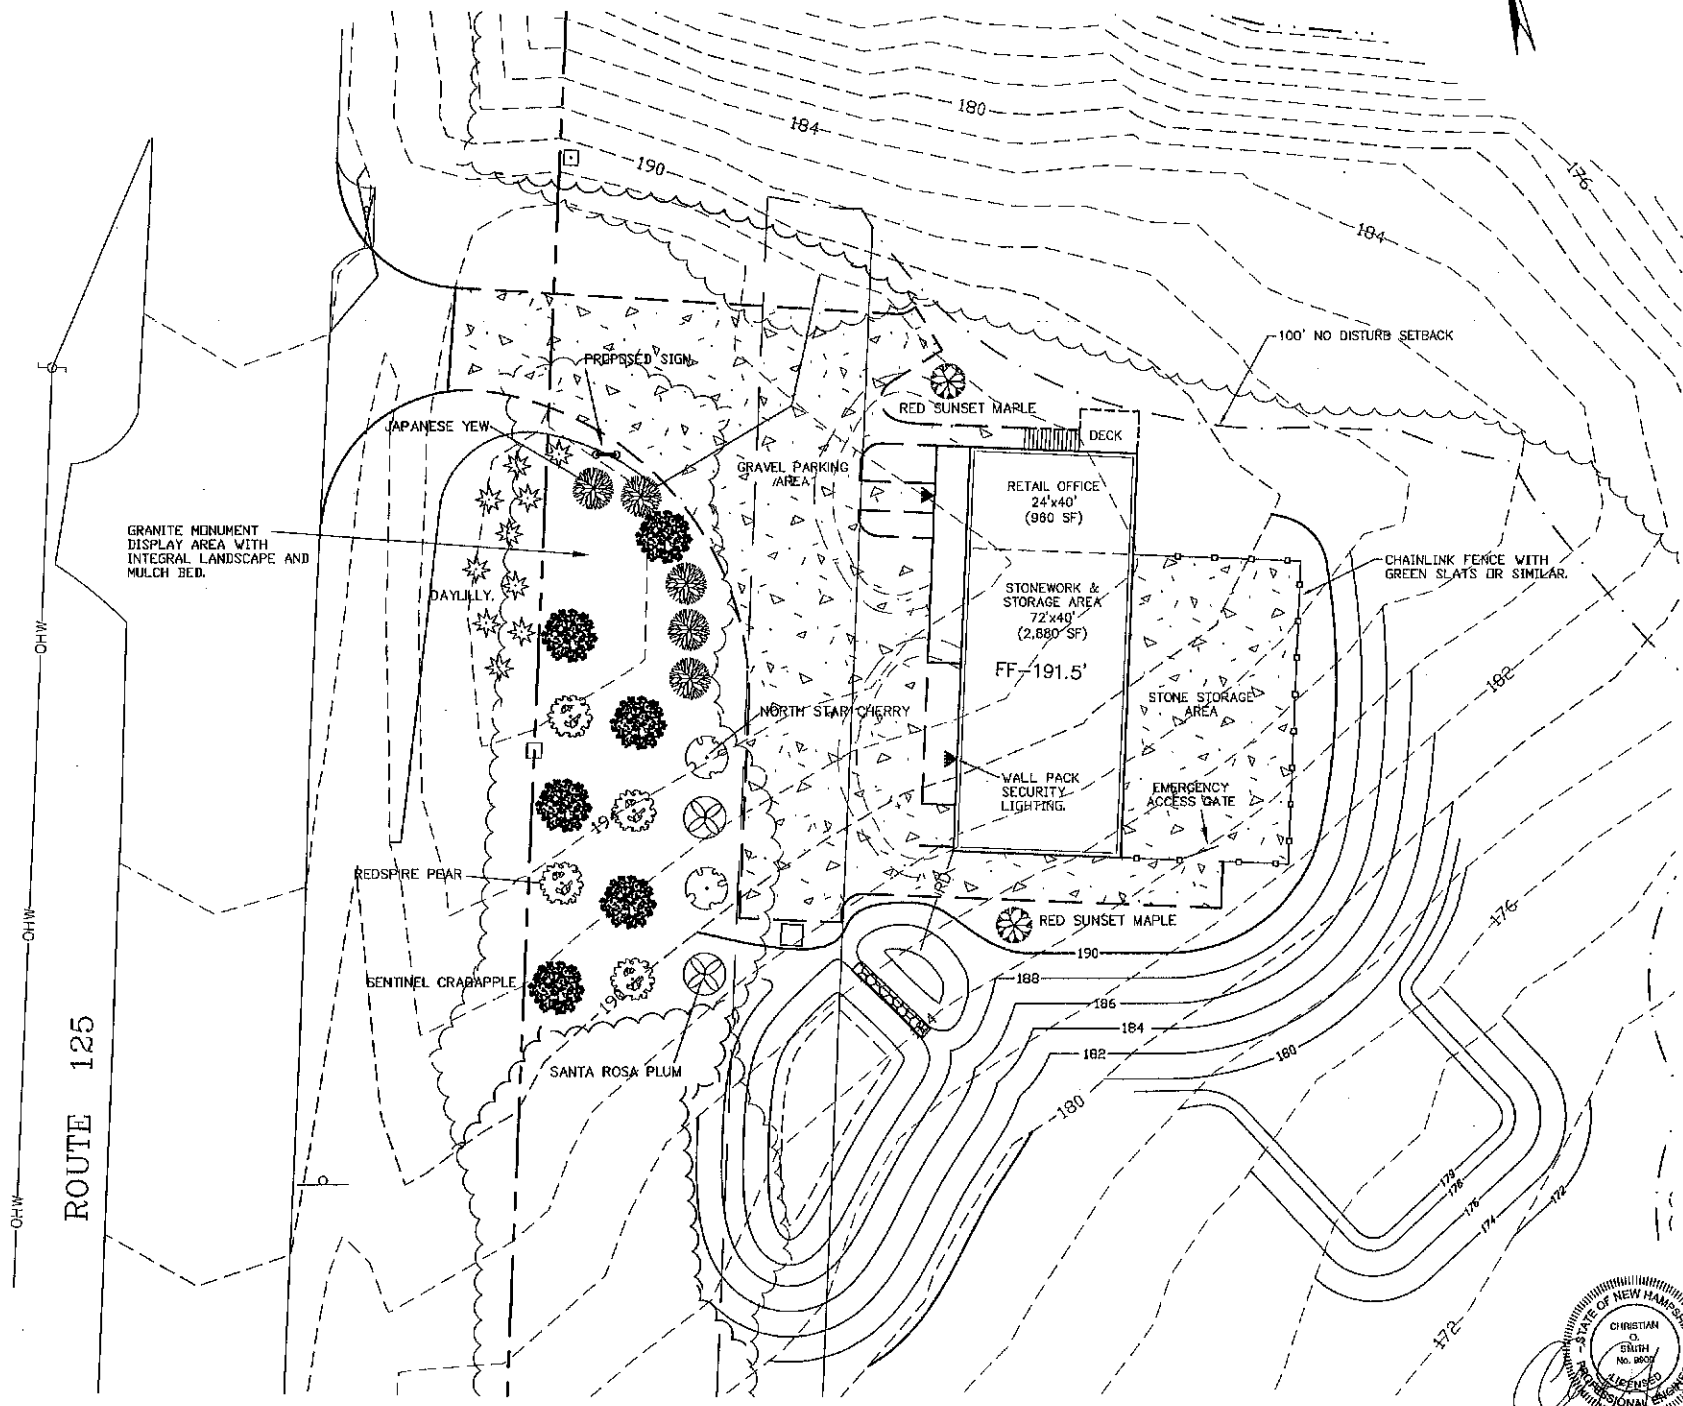 180
184
190
176
184
100' NO DISTURB SETBACK
PROPOSED SIGN
RED SUNSET MAPLE
JAPANESE YEW
DECK
GRAVEL PARKING
AREA
RETAIL OFFICE
24'x40'
(960 SF)
GRANITE MONUMENT
DISPLAY AREA WITH
INTEGRAL LANDSCAPE AND
MULCH BED.
CHAINLINK FENCE WITH
GREEN SLATS OR SIMILAR.
DAYLILLY.
STONEWORK &
STORAGE AREA
72'x40'
(2,880 SF)
FF-191.5'
OHW
182
STONE STORAGE
AREA
NORTH STAR CHERRY
WALL PACK
SECURITY
LIGHTING.
EMERGENCY
ACCESS GATE
REDSPIRE PEAR
176
RED SUNSET MAPLE
OHW
190
SENTINEL CRABAPPLE
188
190
186
184
182
180
SANTA ROSA PLUM
180
ROUTE 125
OHW
179
178
176
174
172
172
STATE OF NEW HAMPSHIRE
CHRISTIAN
O.
SMITH
LICENSED
PROFESSIONAL ENGINEER